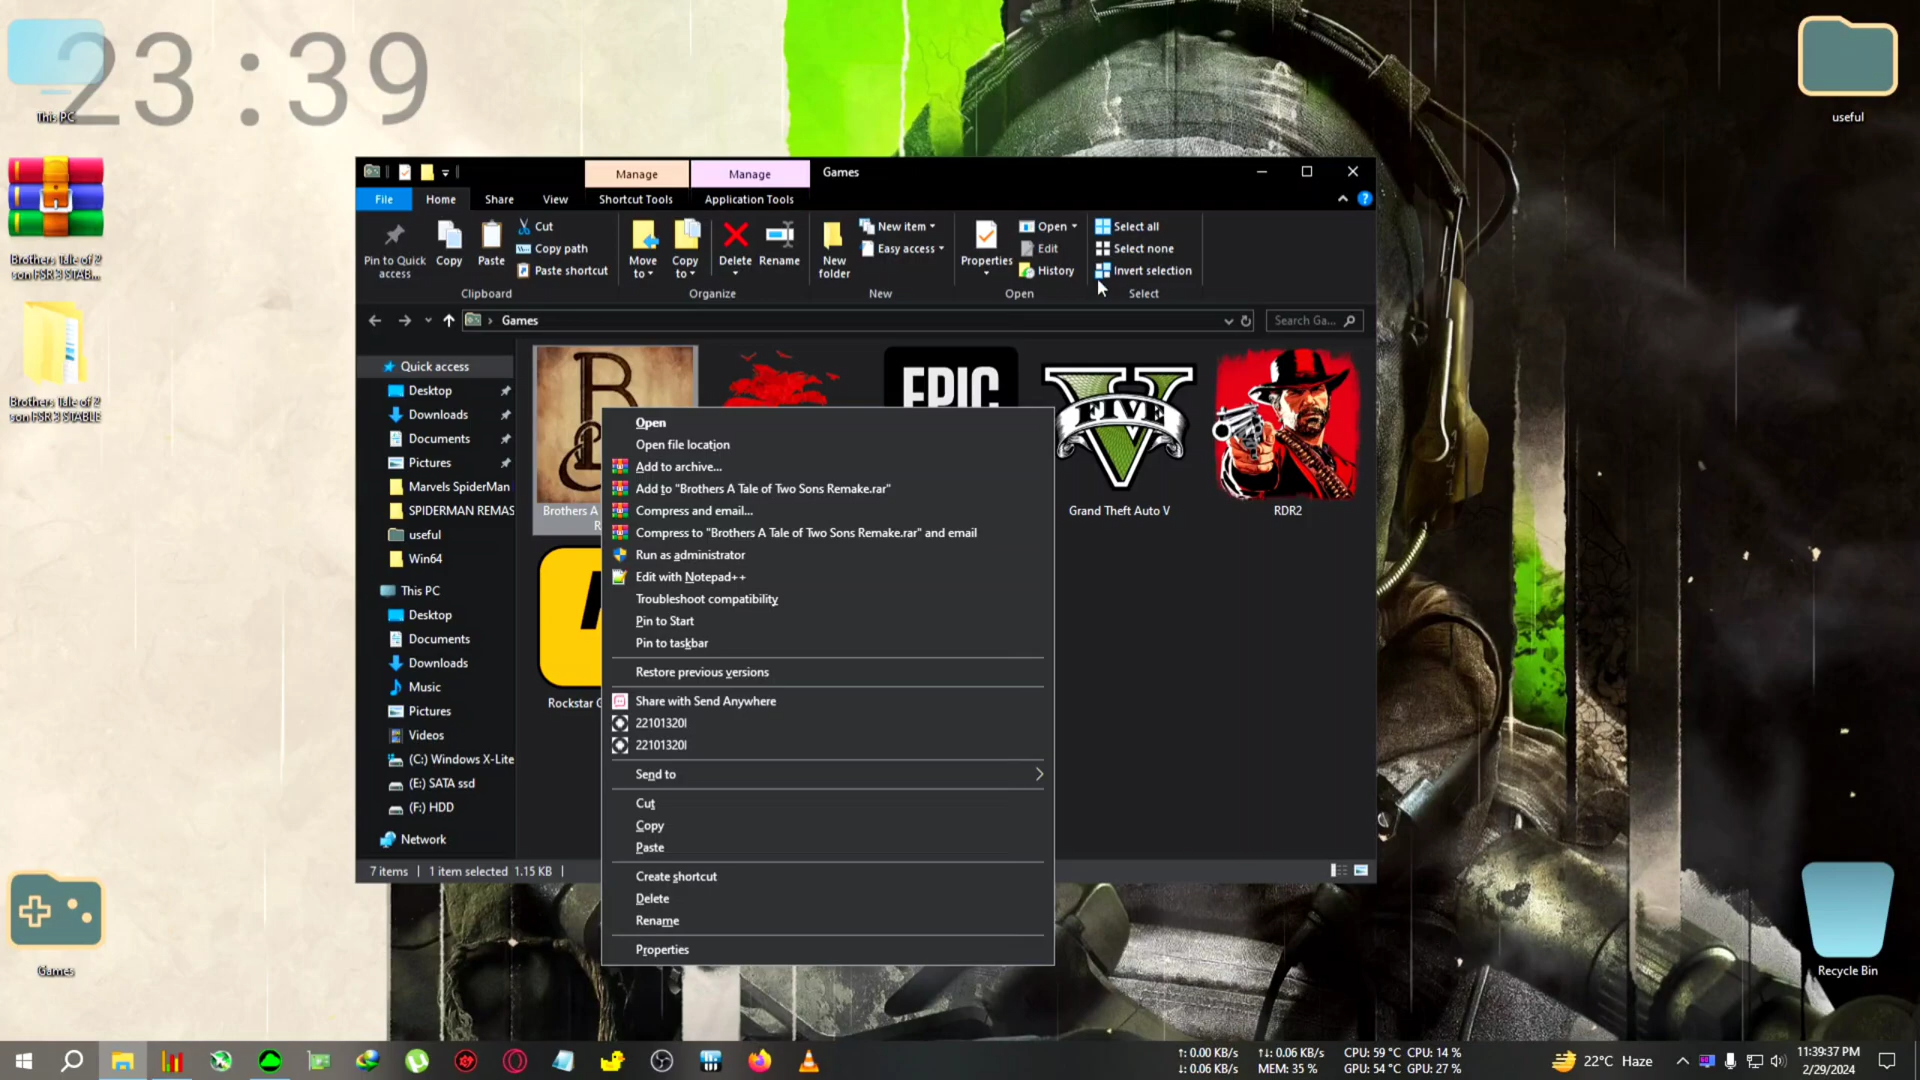 23:39
This PC
Brothers Tale of 2
son FSR 3 STAB...
Brothers Tale of 2
son FSR 3 STABLE
Games
useful
Recycle Bin
Manage
Manage
Games
File
Home
Share
View
Shortcut Tools
Application Tools
Pin to Quick
access
Copy
Paste
Cut
Copy path
Paste shortcut
Clipboard
Move
to
Copy
to
Delete
Rename
Organize
New
folder
New item
Easy access
New
Properties
Open
Edit
History
Open
Select all
Select none
Invert selection
Select
Games
Search Ga...
Quick access
Desktop
Downloads
Documents
Pictures
Marvels SpiderMan
SPIDERMAN REMAS
useful
Win64
This PC
Desktop
Documents
Downloads
Music
Pictures
Videos
(C:) Windows X-Lite
(E:) SATA ssd
(F:) HDD
Network
B
Brothers A
EPIC
V
FIVE
Grand Theft Auto V
RDR2
Rockstar
Open
Open file location
Add to archive...
Add to "Brothers A Tale of Two Sons Remake.rar"
Compress and email...
Compress to "Brothers A Tale of Two Sons Remake.rar" and email
Run as administrator
Edit with Notepad++
Troubleshoot compatibility
Pin to Start
Pin to taskbar
Restore previous versions
Share with Send Anywhere
22101320I
22101320I
Send to
Cut
Copy
Paste
Create shortcut
Delete
Rename
Properties
7 items
1 item selected 1.15 KB
↑: 0.00 KB/s
↓: 0.06 KB/s
↑↓: 0.06 KB/s
MEM: 35 %
CPU: 59 °C CPU: 14 %
GPU: 54 °C GPU: 27 %
22°C Haze
11:39:37 PM
2/29/2024